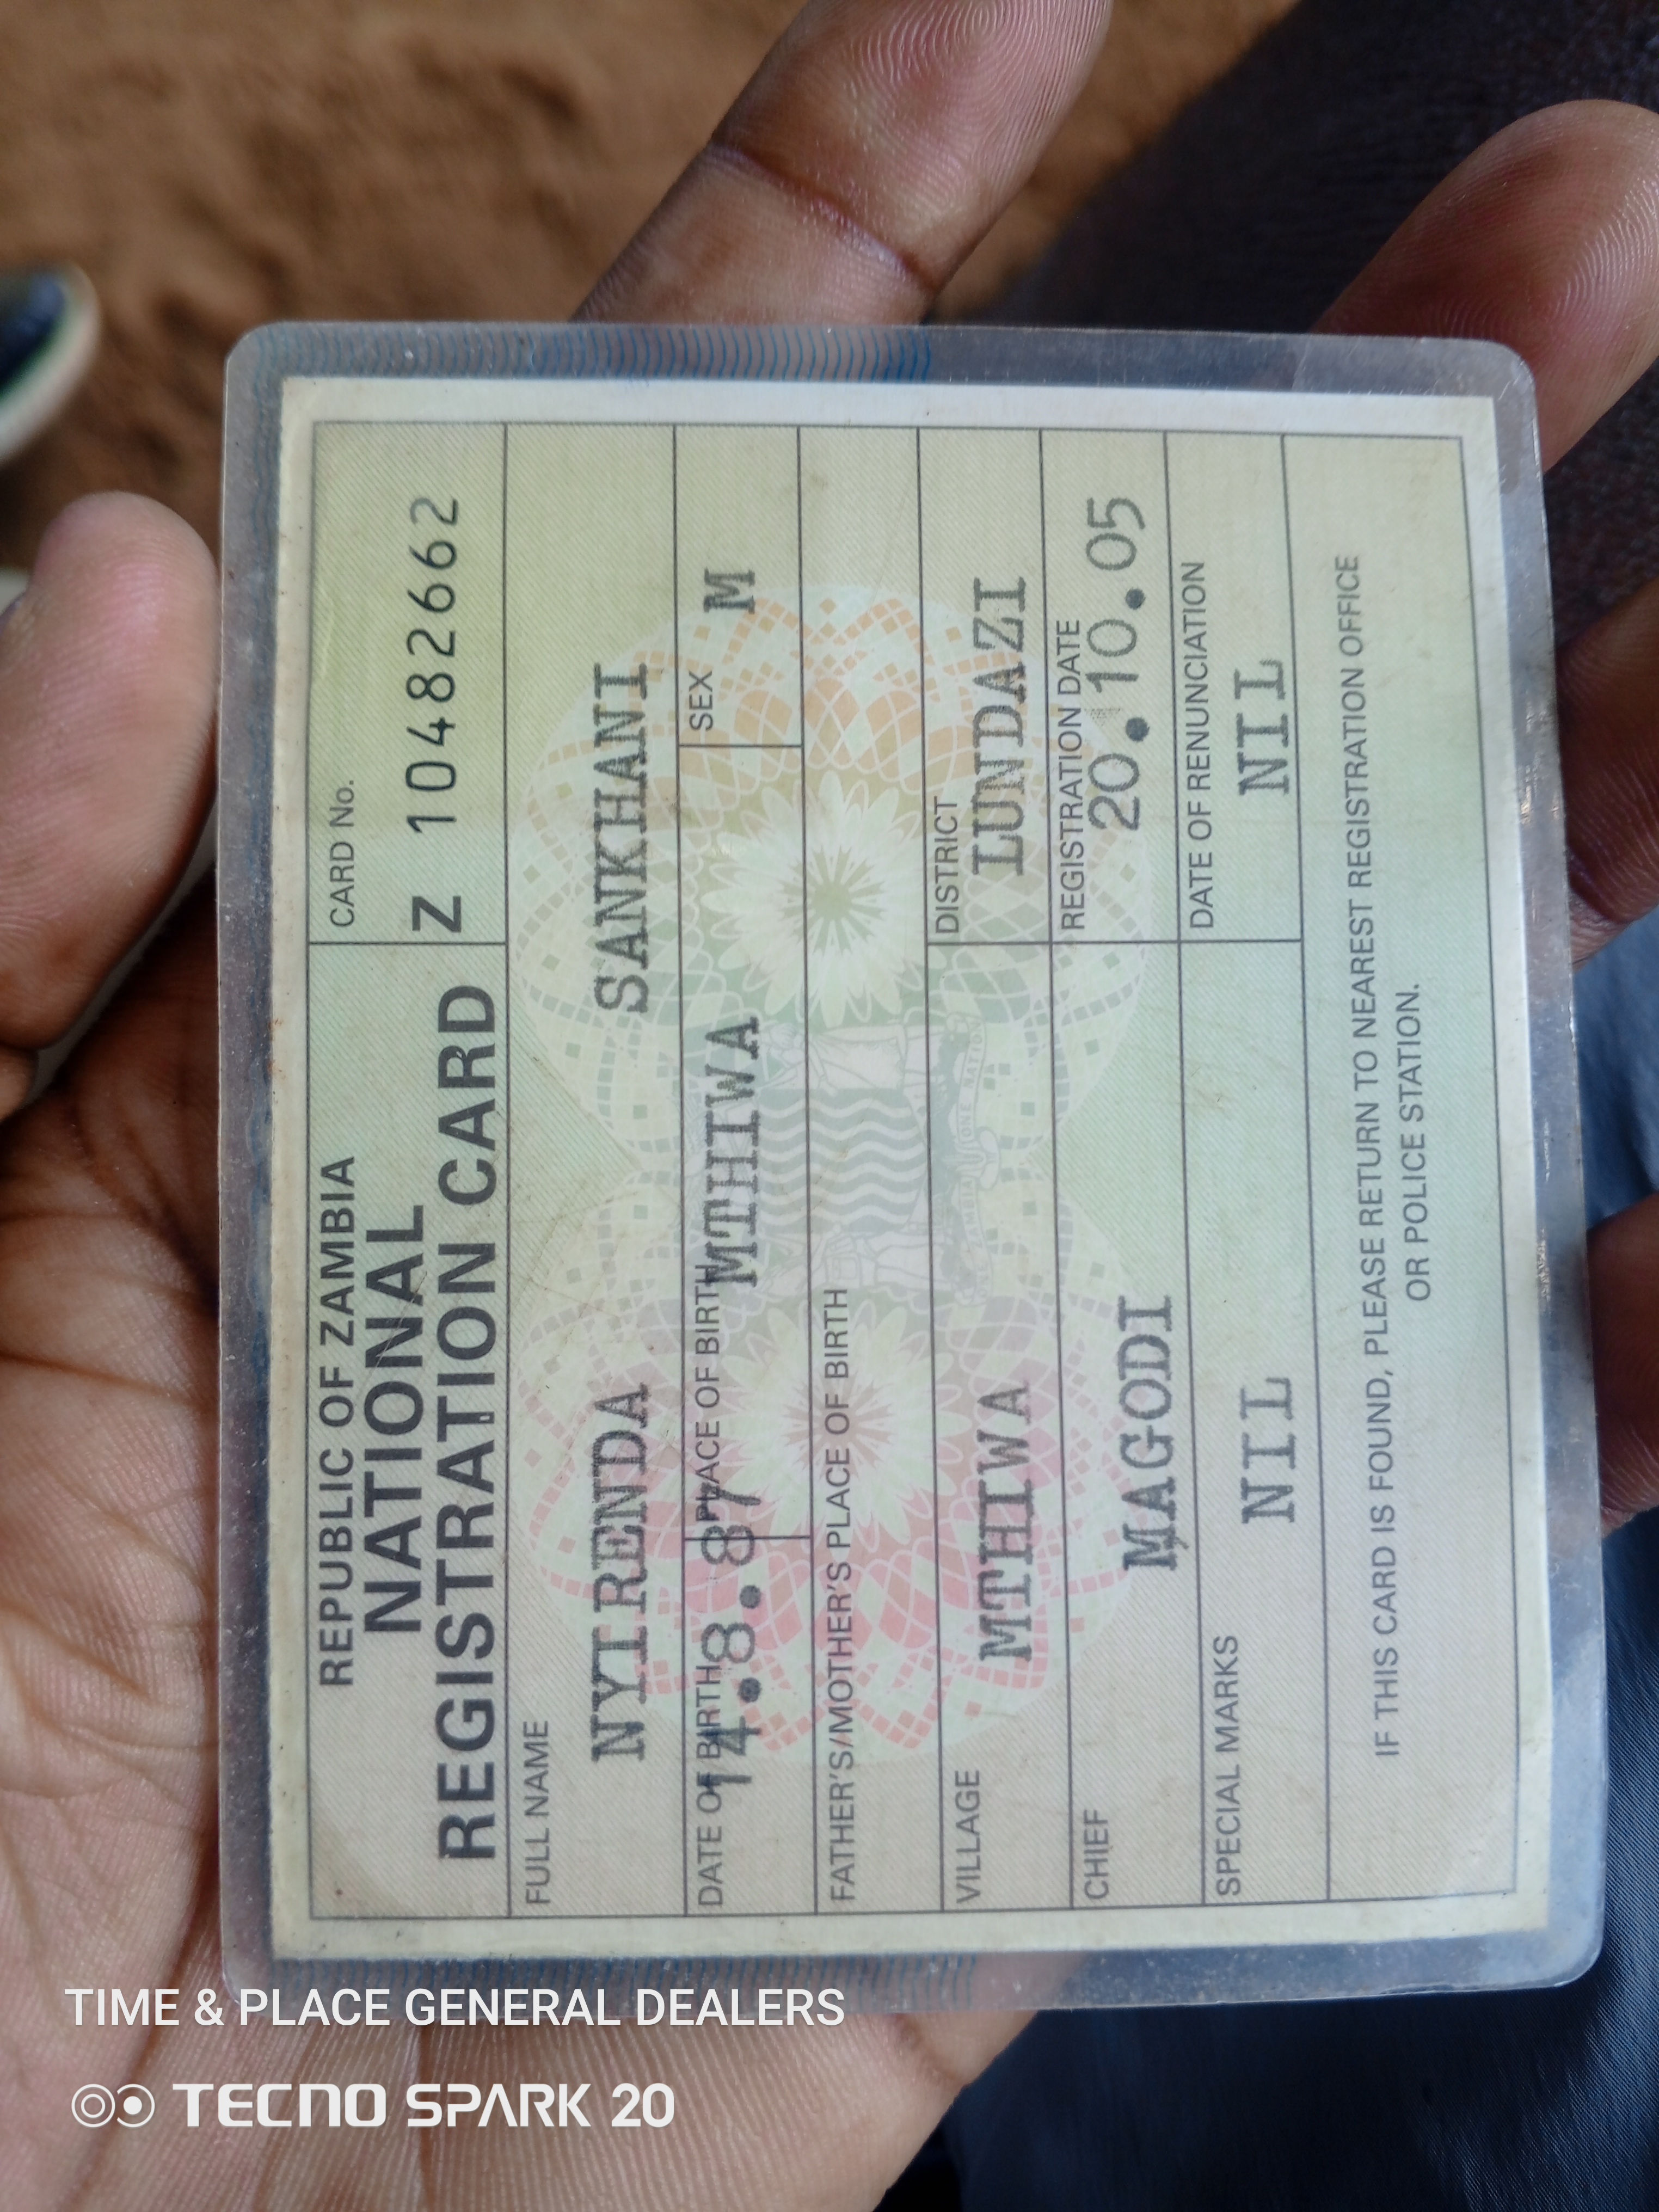 REPUBLIC OF ZAMBIA
NATIONAL
REGISTRATION CARD
CARD No.
Z 10482662
FULL NAME
NYIRENDA SANKHANI
DATE OF BIRTH
14.8.87
PLACE OF BIRTH
MTHIWA
SEX
M
FATHER'S/MOTHER'S PLACE OF BIRTH
VILLAGE
MTHIWA
DISTRICT
LUNDAZI
CHIEF
MAGODI
REGISTRATION DATE
20.10.05
SPECIAL MARKS
NIL
DATE OF RENUNCIATION
NIL
IF THIS CARD IS FOUND, PLEASE RETURN TO NEAREST REGISTRATION OFFICE
OR POLICE STATION.
TIME & PLACE GENERAL DEALERS
TECNO SPARK 20